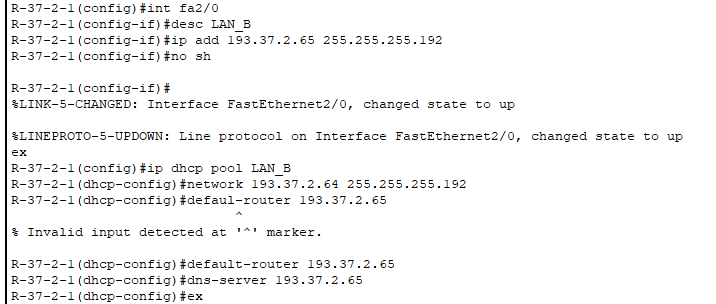 R-37-2-1(config)#int fa2/0
R-37-2-1(config-if)#desc LAN_B
R-37-2-1(config-if)#ip add 193.37.2.65 255.255.255.192
R-37-2-1(config-if)#no sh
R-37-2-1(config-if)#
%LINK-5-CHANGED: Interface FastEthernet2/0, changed state to up
%LINEPROTO-5-UPDOWN: Line protocol on Interface FastEthernet2/0, changed state to up
ex
R-37-2-1(config)#ip dhcp pool LAN_B
R-37-2-1(dhcp-config)#network 193.37.2.64 255.255.255.192
R-37-2-1(dhcp-config)#defaul-router 193.37.2.65
^
% Invalid input detected at '^' marker.
R-37-2-1(dhcp-config)#default-router 193.37.2.65
R-37-2-1(dhcp-config)#dns-server 193.37.2.65
R-37-2-1(dhcp-config)#ex